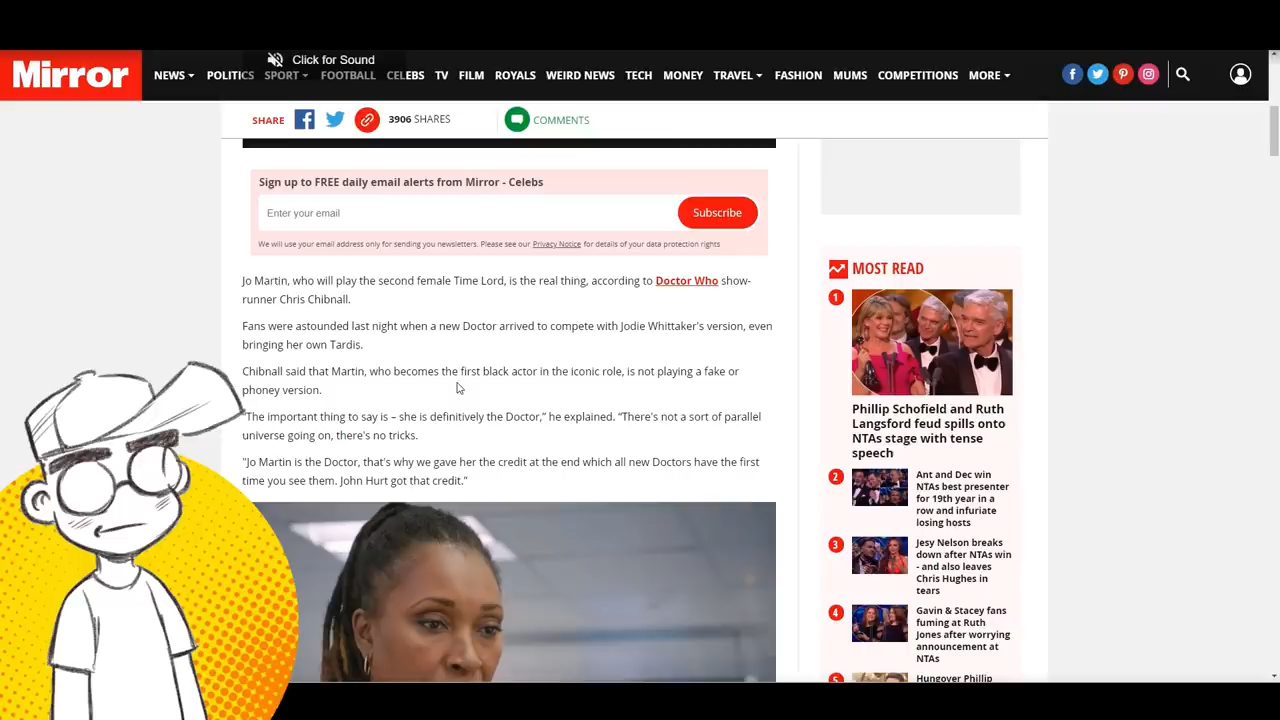 Click for Sound
Mirror
NEWS POLITICS SPORT FOOTBALL CELEBS TV FILM ROYALS WEIRD NEWS TECH MONEY TRAVEL FASHION MUMS COMPETITIONS MORE
SHARE 3906 SHARES COMMENTS
Sign up to FREE daily email alerts from Mirror - Celebs
Enter your email
Subscribe
We will use your email address only for sending you newsletters. Please see our Privacy Notice for details of your data protection rights
Jo Martin, who will play the second female Time Lord, is the real thing, according to Doctor Who show-
runner Chris Chibnall.
Fans were astounded last night when a new Doctor arrived to compete with Jodie Whittaker's version, even
bringing her own Tardis.
Chibnall said that Martin, who becomes the first black actor in the iconic role, is not playing a fake or
phoney version.
"The important thing to say is – she is definitively the Doctor,” he explained. “There's not a sort of parallel
universe going on, there's no tricks.
"Jo Martin is the Doctor, that's why we gave her the credit at the end which all new Doctors have the first
time you see them. John Hurt got that credit."
MOST READ
1
Phillip Schofield and Ruth
Langsford feud spills onto
NTAs stage with tense
speech
2
Ant and Dec win
NTAs best presenter
for 19th year in a
row and infuriate
losing hosts
3
Jesy Nelson breaks
down after NTAs win
- and also leaves
Chris Hughes in
tears
4
Gavin & Stacey fans
fuming at Ruth
Jones after worrying
announcement at
NTAs
5
Hungover Phillip